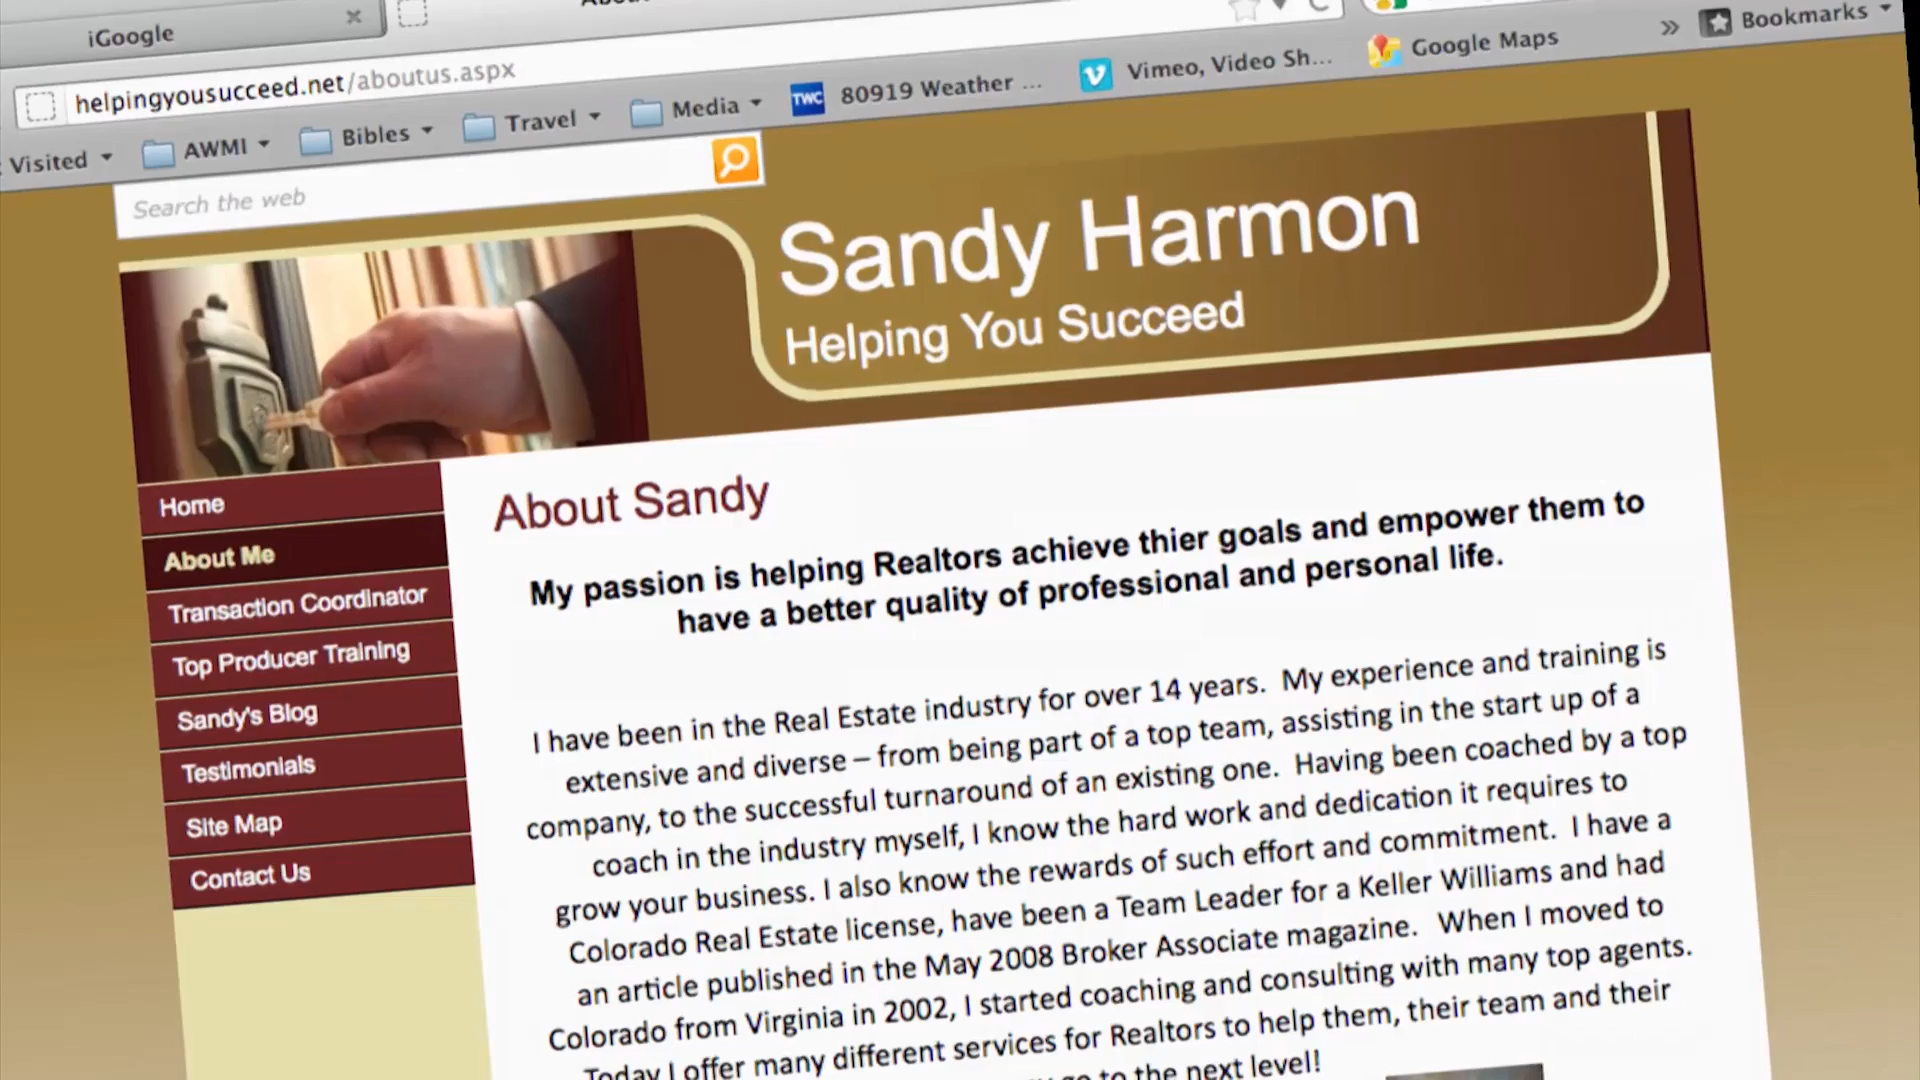 iGoogle
helpingyousucceed.net/aboutus.aspx
Visited
AWMI
Bibles
Travel
Media
TWC
80919 Weather ...
Vimeo, Video Sh...
Google Maps
»
Bookmarks
Search the web
Sandy Harmon
Helping You Succeed
Home
About Me
Transaction Coordinator
Top Producer Training
Sandy's Blog
Testimonials
Site Map
Contact Us
About Sandy
My passion is helping Realtors achieve thier goals and empower them to
have a better quality of professional and personal life.
I have been in the Real Estate industry for over 14 years. My experience and training is
extensive and diverse – from being part of a top team, assisting in the start up of a
company, to the successful turnaround of an existing one. Having been coached by a top
coach in the industry myself, I know the hard work and dedication it requires to
grow your business. I also know the rewards of such effort and commitment. I have a
Colorado Real Estate license, have been a Team Leader for a Keller Williams and had
an article published in the May 2008 Broker Associate magazine. When I moved to
Colorado from Virginia in 2002, I started coaching and consulting with many top agents.
Today I offer many different services for Realtors to help them, their team and their
go to the next level!